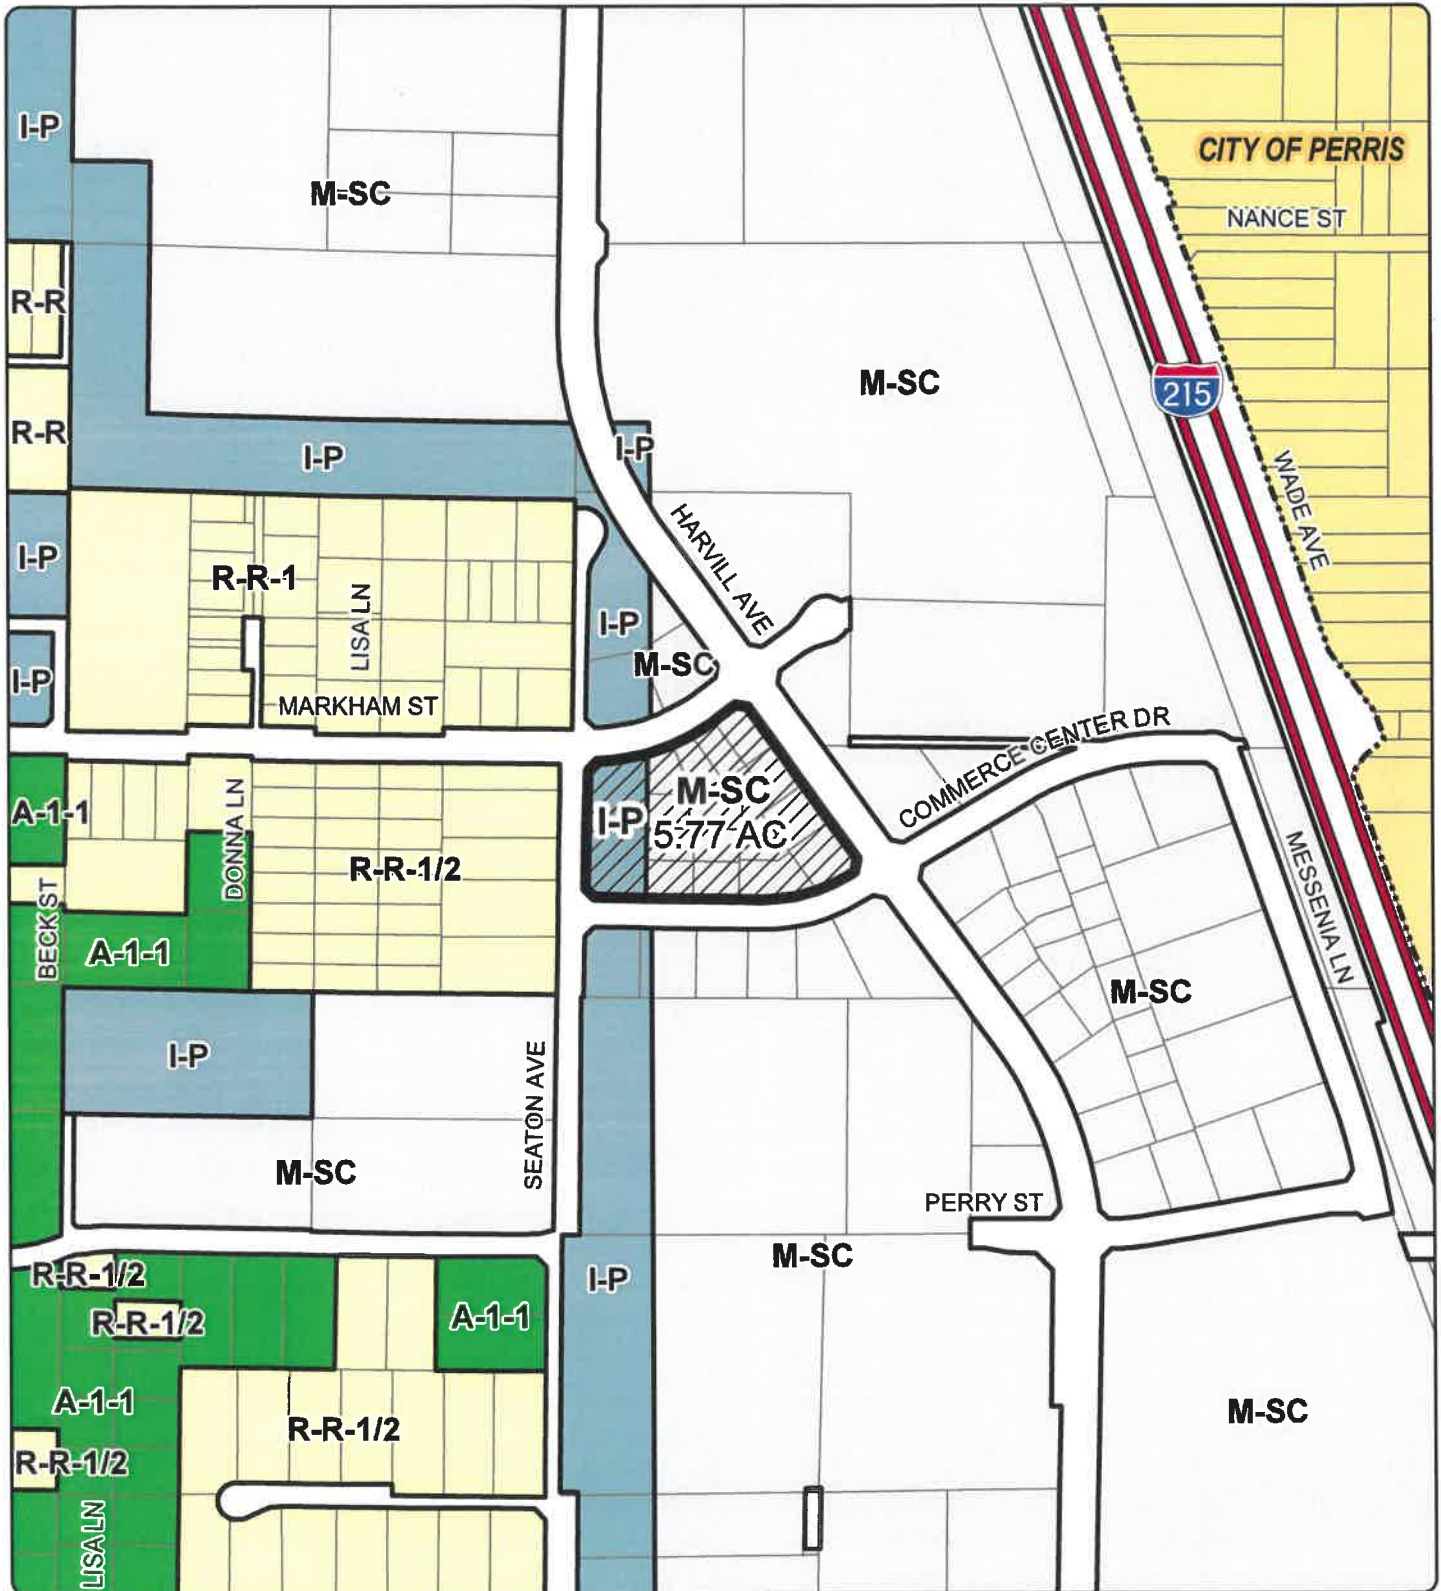 I-P
CITY OF PERRIS
M-SC
NANCE ST
R-R
M-SC
215
R-R
I-P
I-P
WADE AVE
HARVILL AVE
I-P
R-R-1
LISA LN
I-P
M-SC
I-P
MARKHAM ST
COMMERCE CENTER DR
A-1-1
DONNA LN
R-R-1/2
I-P
M-SC
5.77 AC
MESSENIA LN
BECK ST
A-1-1
M-SC
I-P
SEATON AVE
M-SC
PERRY ST
M-SC
R-R-1/2
I-P
R-R-1/2
A-1-1
A-1-1
R-R-1/2
M-SC
R-R-1/2
LISA LN